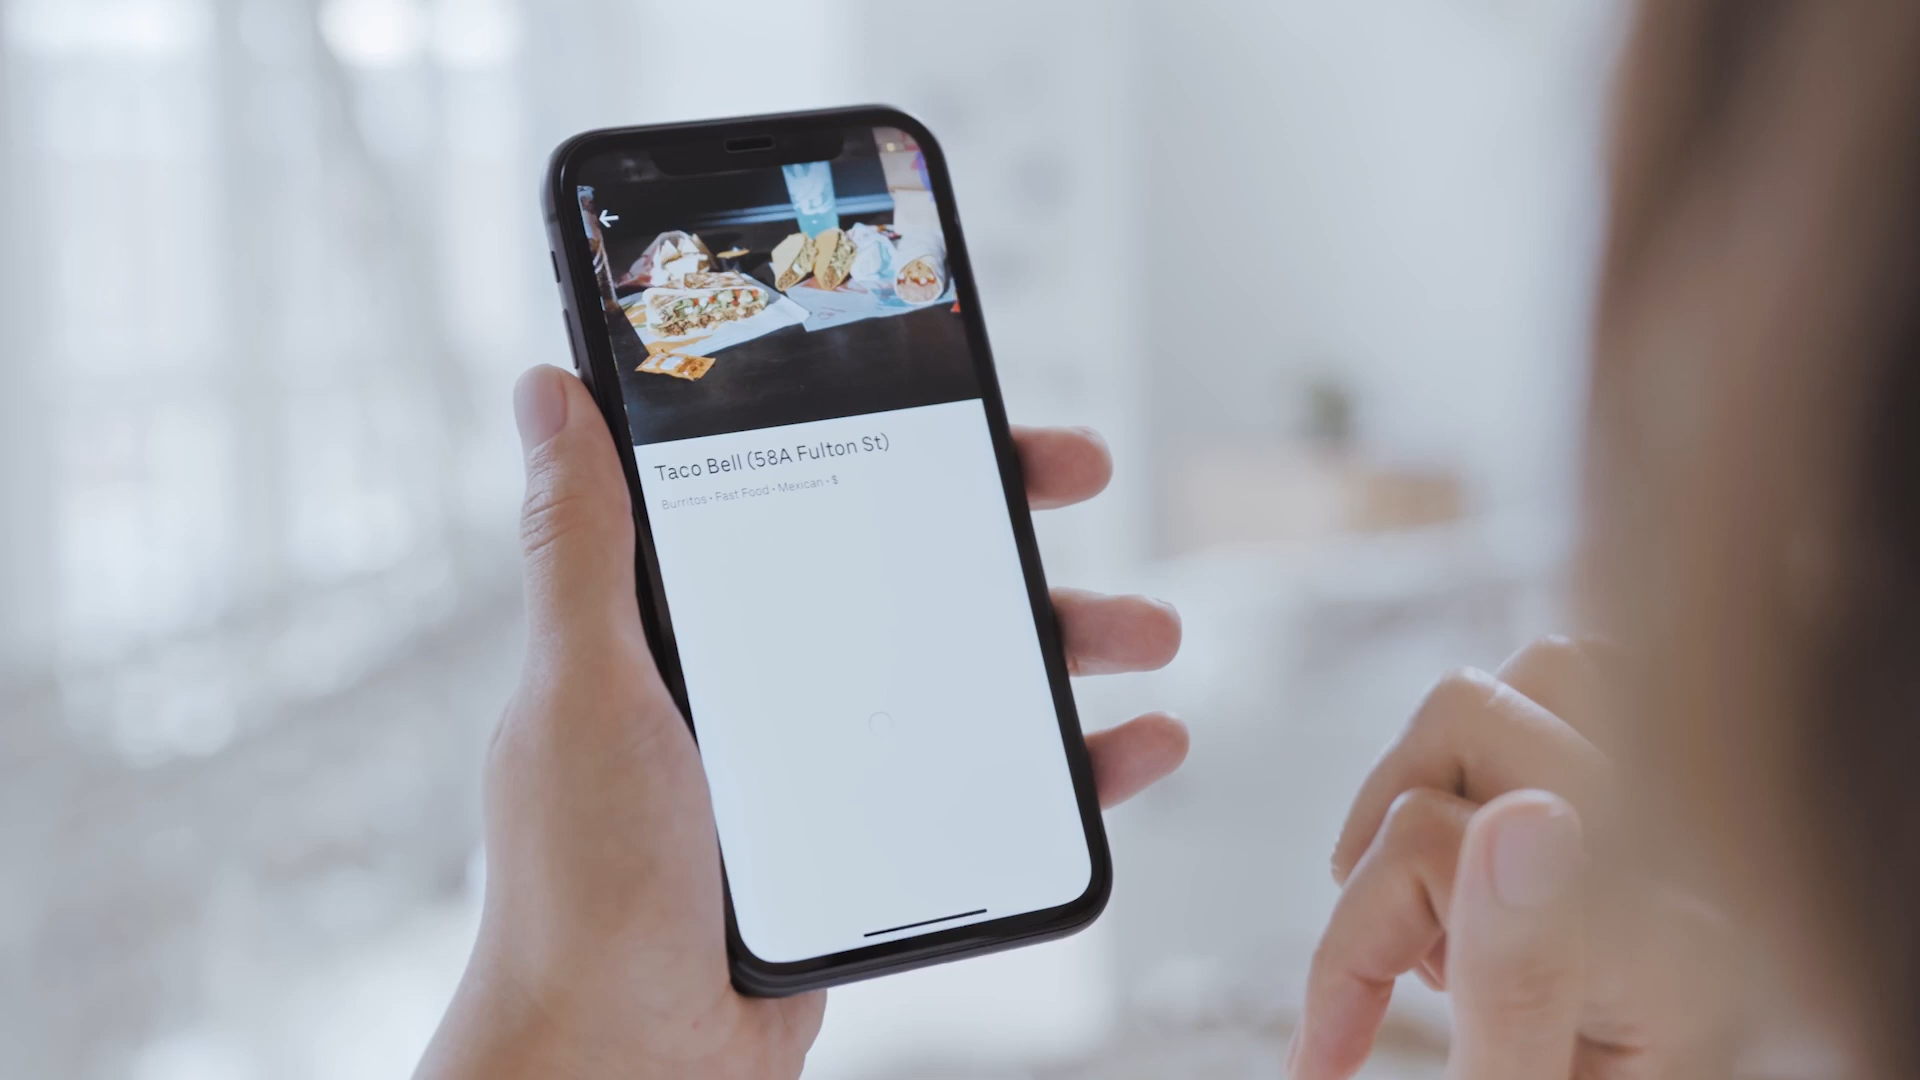 Taco Bell (58A Fulton St)
Burritos • Fast Food • Mexican • $